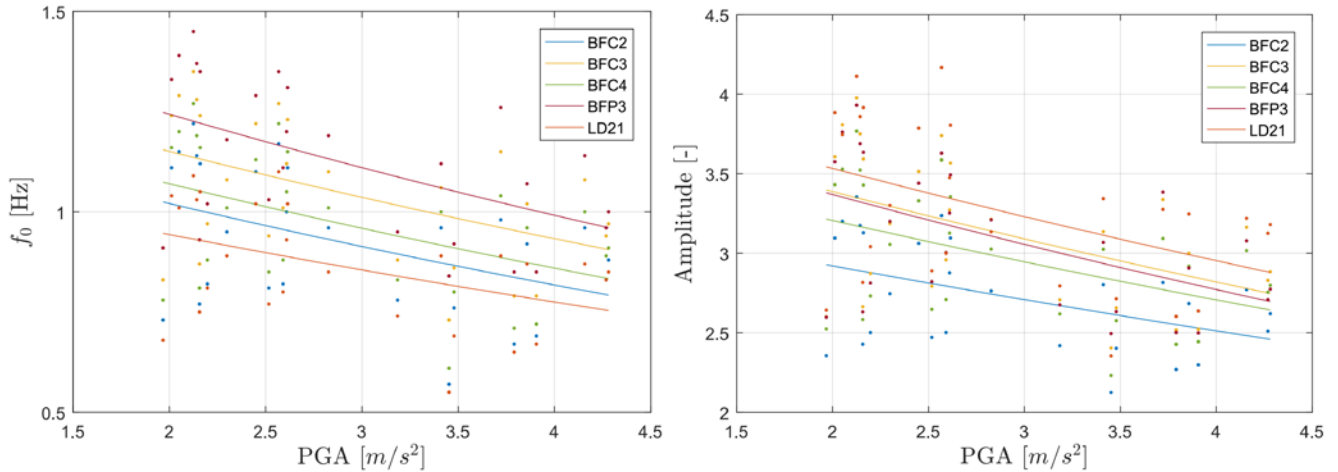 1.5
1
0.5
f₀ [Hz]
1.5 2 2.5 3 3.5 4 4.5
PGA [m/s²]
BFC2
BFC3
BFC4
BFP3
LD21
4.5
4
3.5
3
2.5
2
Amplitude [-]
1.5 2 2.5 3 3.5 4 4.5
PGA [m/s²]
BFC2
BFC3
BFC4
BFP3
LD21